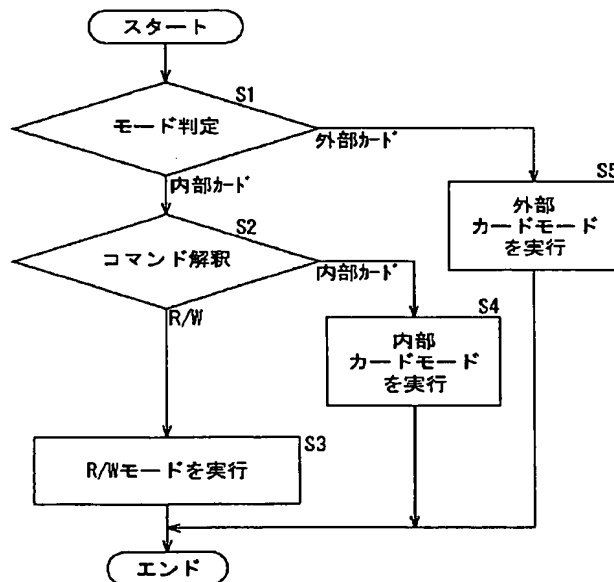 スタート
S1
モード判定
外部カード
内部カード
S5
外部
カードモード
を実行
S2
コマンド解釈
内部カード
R/W
S4
内部
カードモード
を実行
S3
R/Wモードを実行
エンド